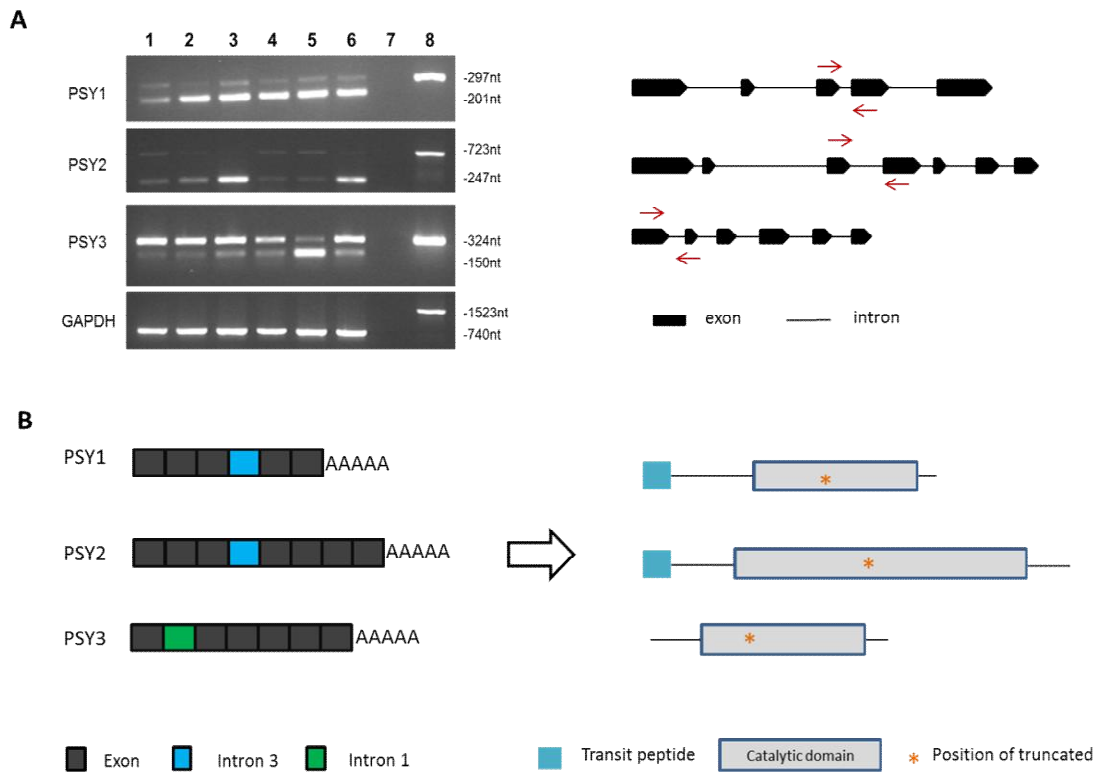 A
1 2 3 4 5 6 7 8
PSY1
-297nt
-201nt
PSY2
-723nt
-247nt
PSY3
-324nt
-150nt
GAPDH
-1523nt
-740nt
exon
intron
B
PSY1
AAAAA
PSY2
AAAAA
PSY3
AAAAA
*
*
*
Exon
Intron 3
Intron 1
Transit peptide
Catalytic domain
* Position of truncated